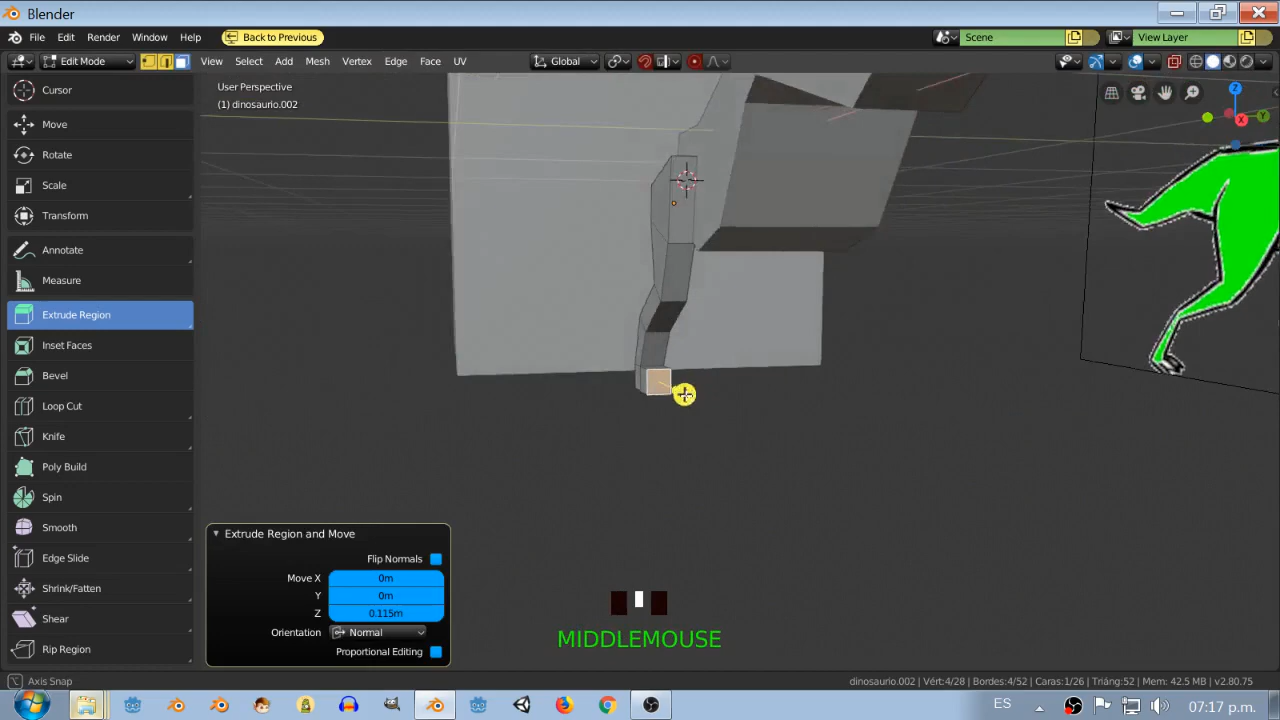 Blender
File Edit Render Window Help Back to Previous Scene View Layer
Edit Mode View Select Add Mesh Vertex Edge Face UV Global
Cursor
Move
Rotate
Scale
Transform
Annotate
Measure
Extrude Region
Inset Faces
Bevel
Loop Cut
Knife
Poly Build
Spin
Smooth
Edge Slide
Shrink/Fatten
Shear
Rip Region
User Perspective
(1) dinosaurio.002
Z
Y
X
Extrude Region and Move
Flip Normals
Move X 0m
Y 0m
Z 0.115m
Orientation Normal
Proportional Editing
MIDDLEMOUSE
Axis Snap
dinosaurio.002 | Vért:4/28 | Bordes:4/52 | Caras:1/26 | Triáng:52 | Mem: 42.5 MB | v2.80.75
ES 07:17 p.m.